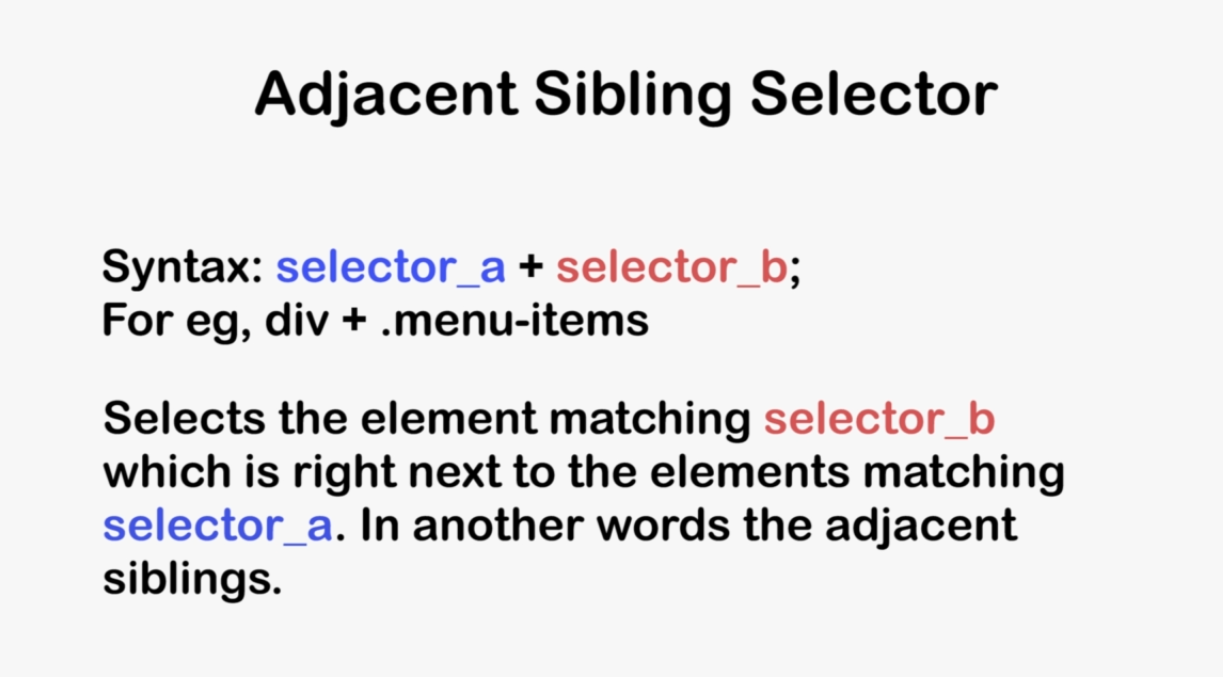 Adjacent Sibling Selector
Syntax: selector_a + selector_b;
For eg, div + .menu-items
Selects the element matching selector_b
which is right next to the elements matching
selector_a. In another words the adjacent
siblings.